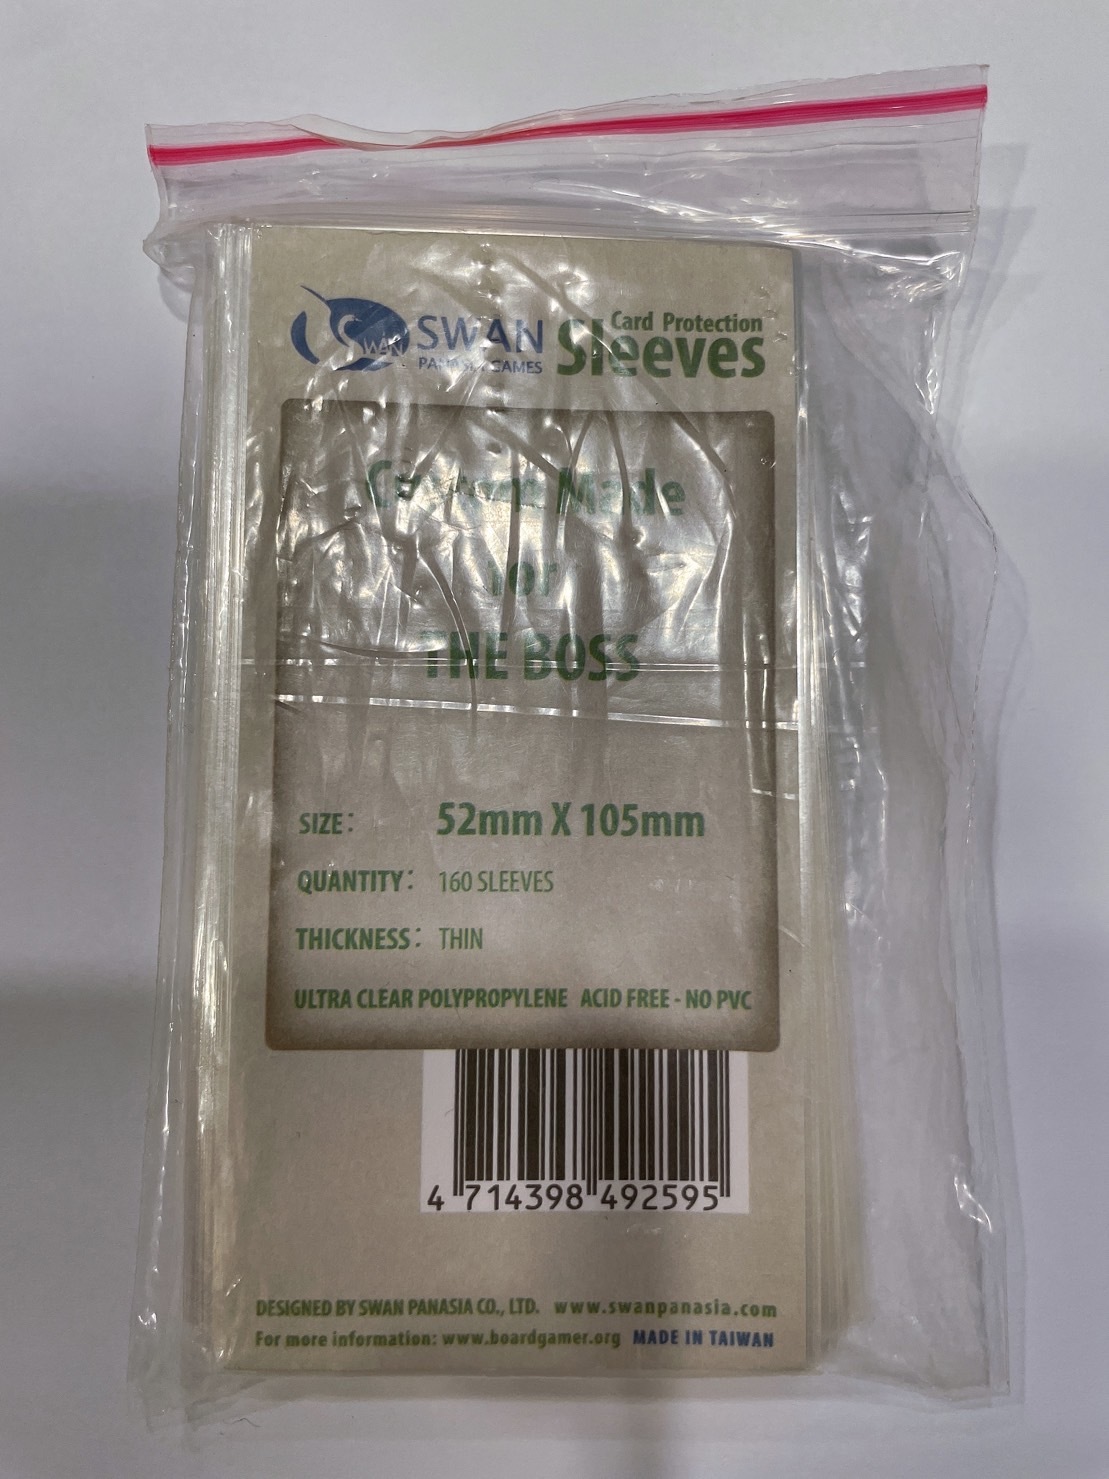 SWAN
SWAN
PANASIA GAMES
Card Protection
Sleeves
Custom Made
for
THE BOSS
SIZE: 52mm X 105mm
QUANTITY: 160 SLEEVES
THICKNESS: THIN
ULTRA CLEAR POLYPROPYLENE ACID FREE - NO PVC
4 714398 492595
DESIGNED BY SWAN PANASIA CO., LTD. www.swanpanasia.com
For more information: www.boardgamer.org MADE IN TAIWAN